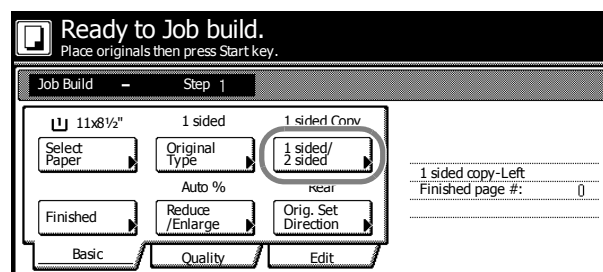 Ready to Job build.
Place originals then press Start key.
Job Build – Step 1
11x8½" 1 sided 1 sided Copy
Select Paper
Original Type
1 sided/ 2 sided
Auto % Rear
Finished
Reduce /Enlarge
Orig. Set Direction
Basic Quality Edit
1 sided copy-Left
Finished page #: 0